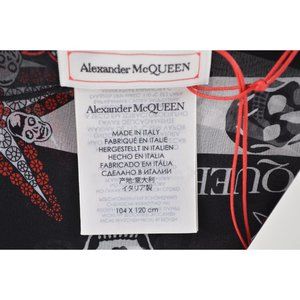 Alexander McQUEEN
Alexander McQUEEN
MADE IN ITALY
FABRIQUÉ EN ITALIE
HERGESTELLT IN ITALIEN
HECHO EN ITALIA
FABRICADO EM ITÁLIA
СДЕЛАНО В ИТАЛИИ
产地:意大利
イタリア製
104 x 120 cm
QUEE